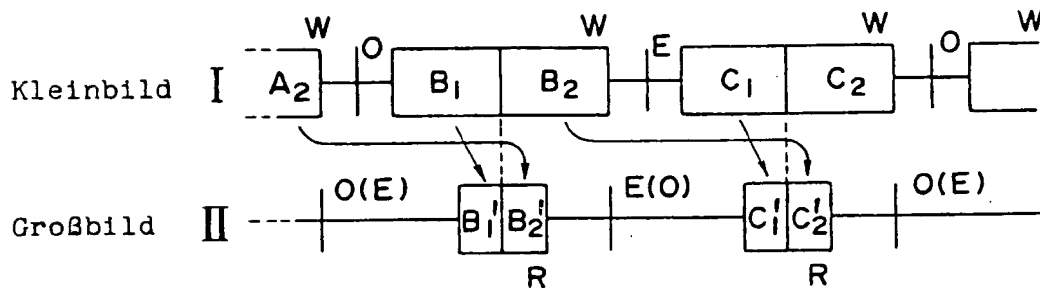 W O W E W O W
Kleinbild I A₂ B₁ B₂ C₁ C₂
O(E) E(O) O(E)
Großbild II B₁' B₂' C₁' C₂'
R R